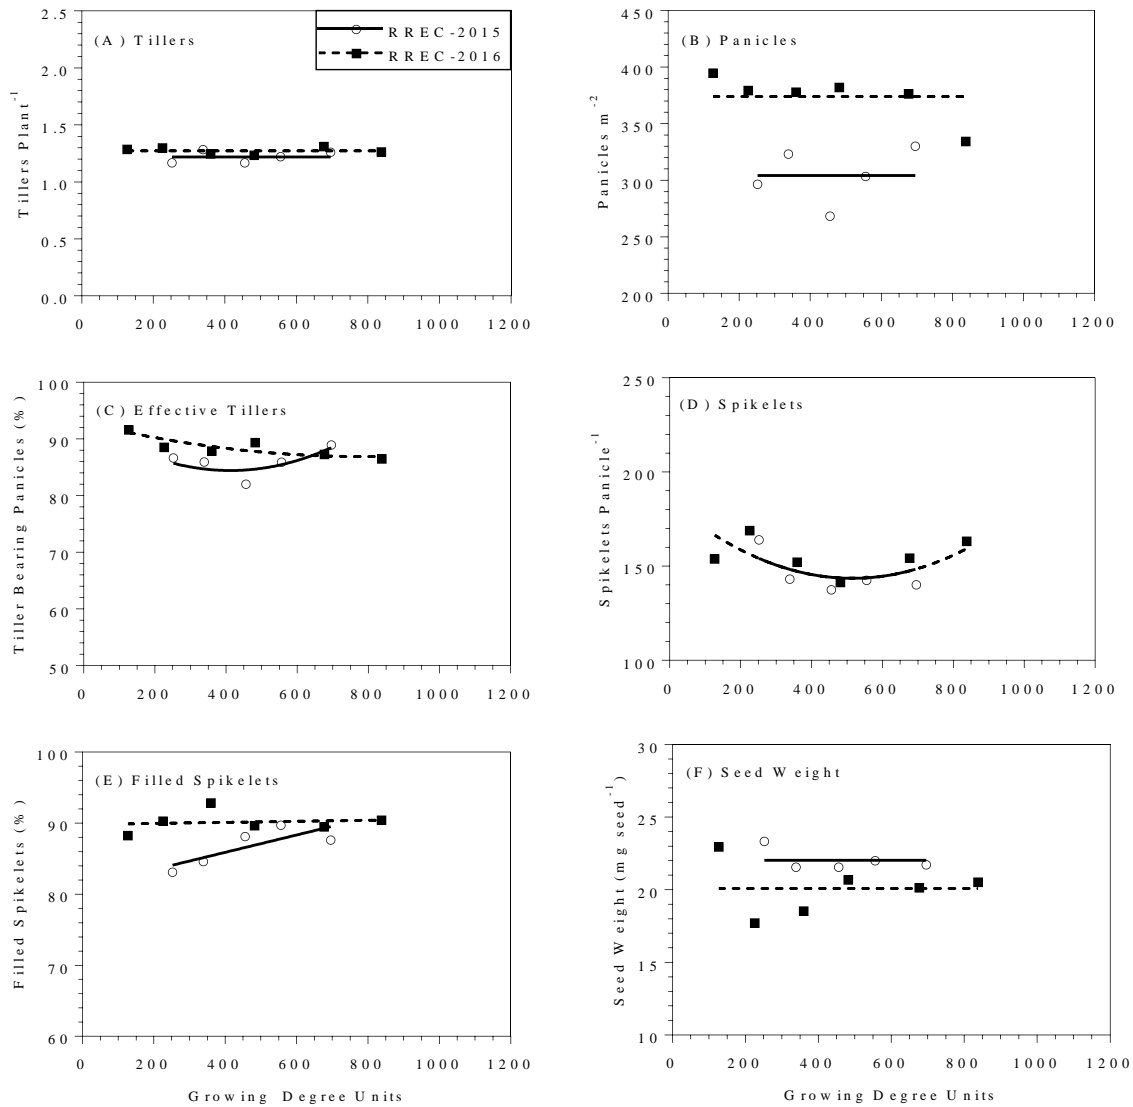 (A) Tillers
RREC-2015
RREC-2016
Tillers Plant-1
2.5
2.0
1.5
1.0
0.5
0.0
0 200 400 600 800 1000 1200
(B) Panicles
Panicles m-2
450
400
350
300
250
200
0 200 400 600 800 1000 1200
(C) Effective Tillers
Tiller Bearing Panicles (%)
100
90
80
70
60
50
0 200 400 600 800 1000 1200
(D) Spikelets
Spikelets Panicle-1
250
200
150
100
0 200 400 600 800 1000 1200
(E) Filled Spikelets
Filled Spikelets (%)
100
90
80
70
60
0 200 400 600 800 1000 1200
Growing Degree Units
(F) Seed Weight
Seed Weight (mg seed-1)
30
25
20
15
10
0 200 400 600 800 1000 1200
Growing Degree Units